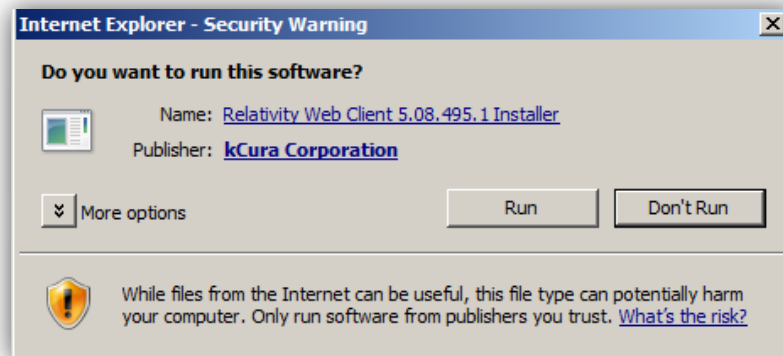 Internet Explorer - Security Warning
Do you want to run this software?
Name: Relativity Web Client 5.08.495.1 Installer
Publisher: kCura Corporation
More options
Run
Don't Run
While files from the Internet can be useful, this file type can potentially harm
your computer. Only run software from publishers you trust. What's the risk?